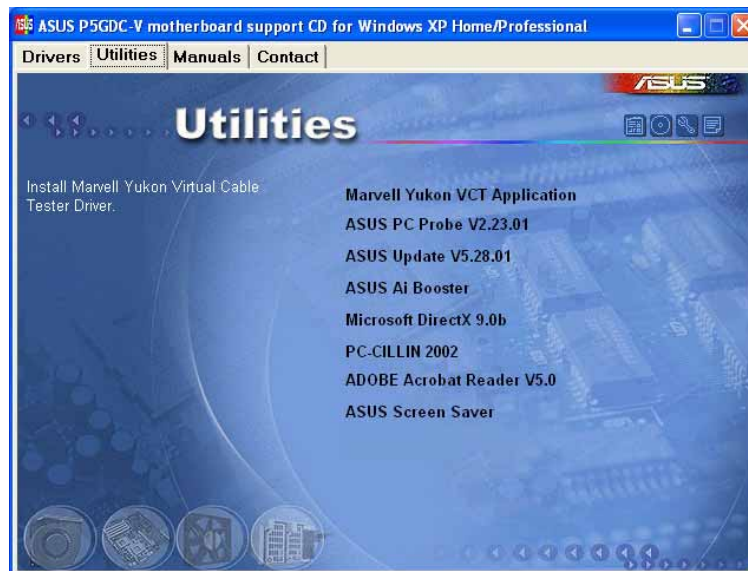 ASUS P5GDC-V motherboard support CD for Windows XP Home/Professional
Drivers Utilities Manuals Contact
ASUS
Utilities
Install Marvell Yukon Virtual Cable
Tester Driver.
Marvell Yukon VCT Application
ASUS PC Probe V2.23.01
ASUS Update V5.28.01
ASUS Ai Booster
Microsoft DirectX 9.0b
PC-CILLIN 2002
ADOBE Acrobat Reader V5.0
ASUS Screen Saver